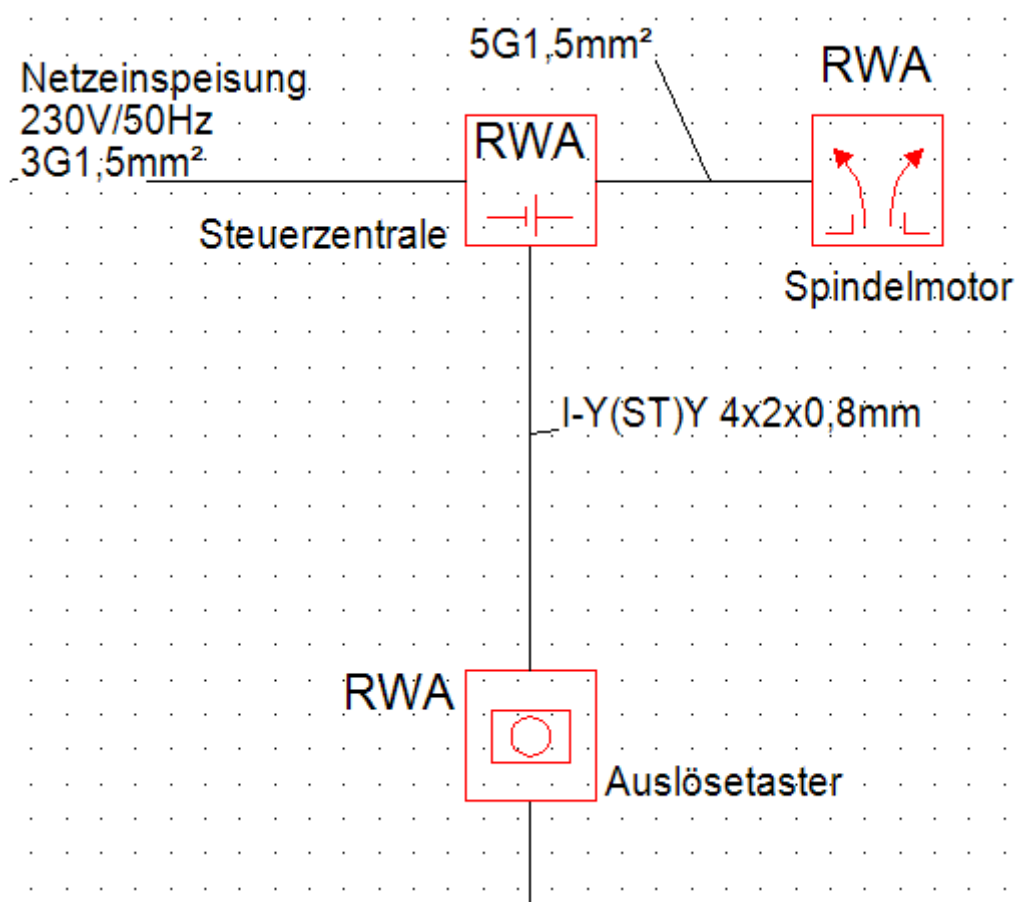 5G1,5mm²
RWA
Netzeinspeisung
230V/50Hz
3G1,5mm²
RWA
Steuerzentrale
Spindelmotor
I-Y(ST)Y 4x2x0,8mm
RWA
Auslösetaster